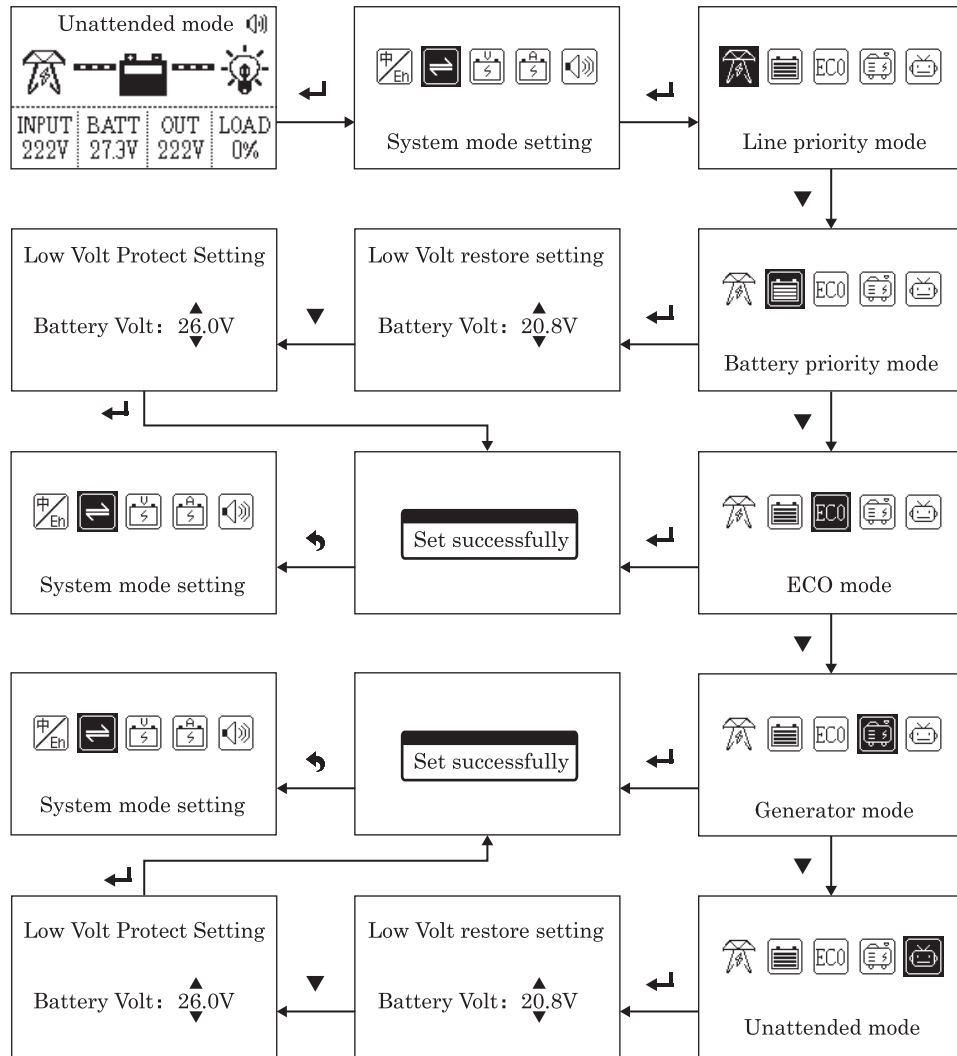 Unattended mode
INPUT BATT OUT LOAD
222V 27.3V 222V 0%
中/En
System mode setting
ECO
Line priority mode
Low Volt Protect Setting
Battery Volt: 26.0V
Low Volt restore setting
Battery Volt: 20.8V
ECO
Battery priority mode
中/En
System mode setting
Set successfully
ECO
ECO mode
中/En
System mode setting
Set successfully
ECO
Generator mode
Low Volt Protect Setting
Battery Volt: 26.0V
Low Volt restore setting
Battery Volt: 20.8V
ECO
Unattended mode